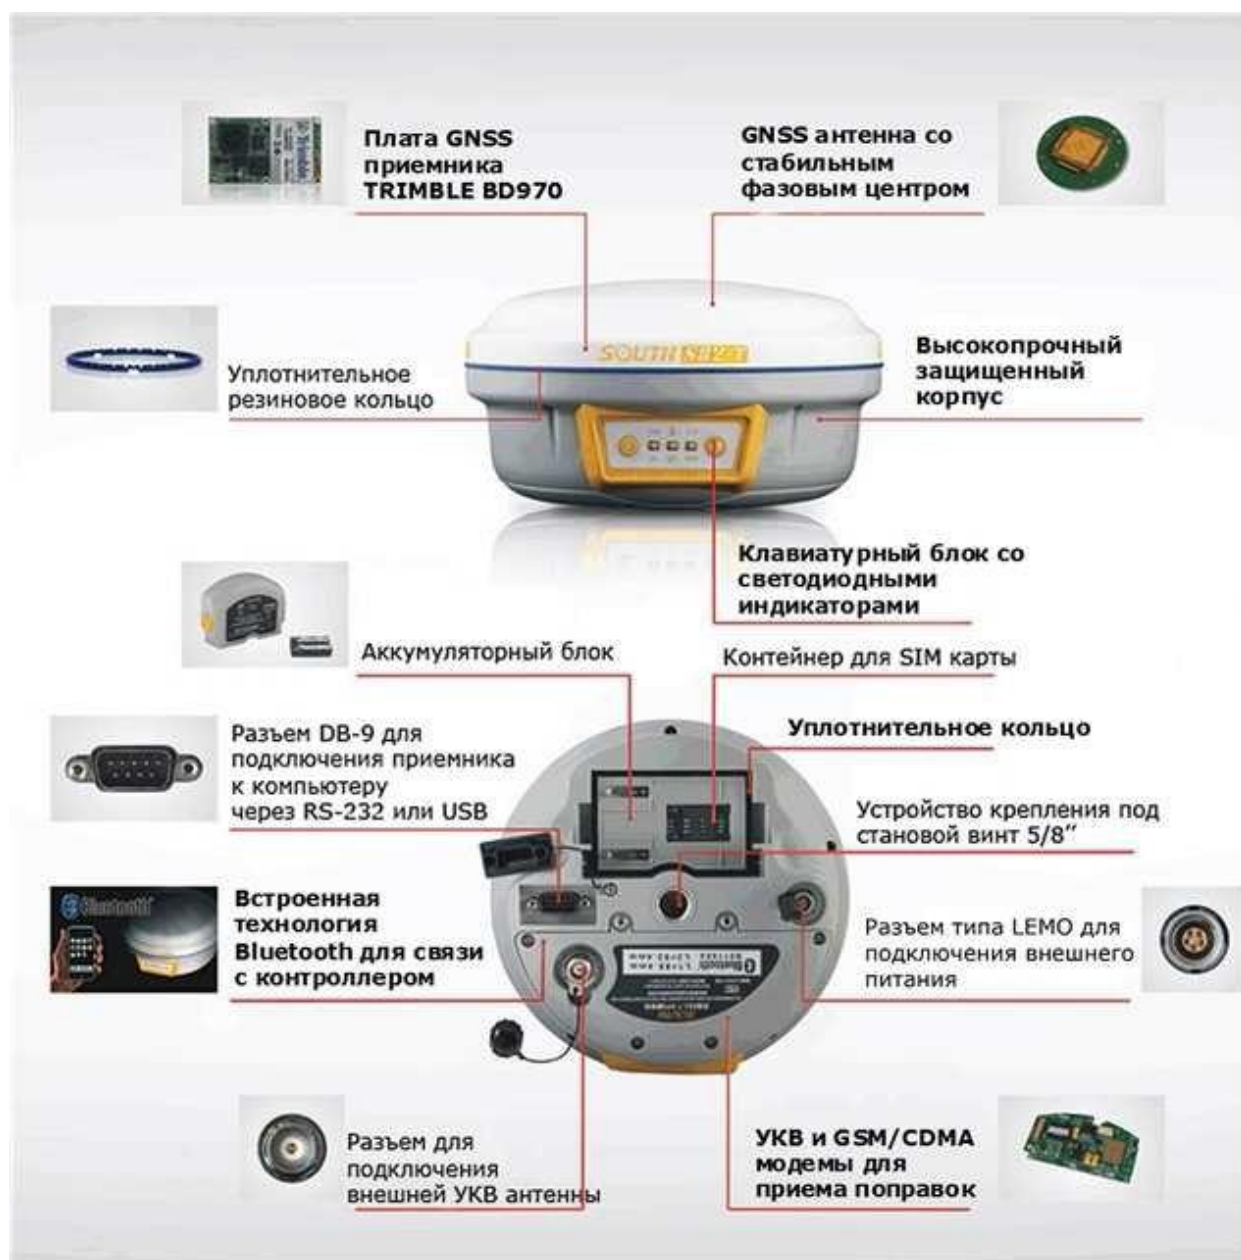 Плата GNSS
приемника
TRIMBLE BD970
GNSS антенна со
стабильным
фазовым центром
Trimble
SOUTH
Уплотнительное
резиновое кольцо
Высокопрочный
защищенный
корпус
Клавиатурный блок со
светодиодными
индикаторами
Аккумуляторный блок
Контейнер для SIM карты
Разъем DB-9 для
подключения приемника
к компьютеру
через RS-232 или USB
Уплотнительное кольцо
Устройство крепления под
становой винт 5/8”
Встроенная
технология
Bluetooth для связи
с контроллером
Bluetooth
Разъем типа LEMO для
подключения внешнего
питания
Bluetooth
Разъем для
подключения
внешней УКВ антенны
УКВ и GSM/CDMA
модемы для
приема поправок